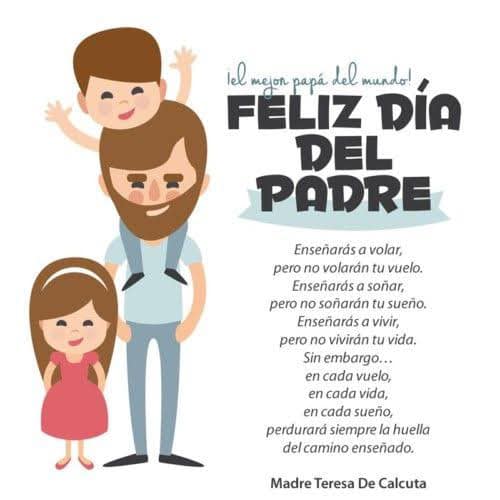 ¡el mejor papá del mundo!
FELIZ DÍA
DEL
PADRE
Enseñarás a volar,
pero no volarán tu vuelo.
Enseñarás a soñar,
pero no soñarán tu sueño.
Enseñarás a vivir,
pero no vivirán tu vida.
Sin embargo...
en cada vuelo,
en cada vida,
en cada sueño,
perdurará siempre la huella
del camino enseñado.
Madre Teresa De Calcuta